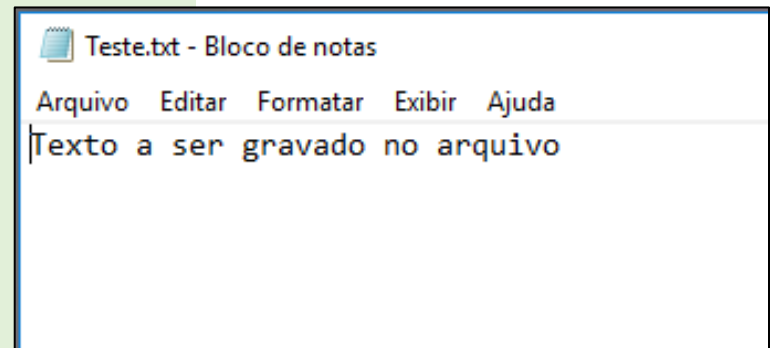 Teste.txt - Bloco de notas
Arquivo Editar Formatar Exibir Ajuda
Texto a ser gravado no arquivo